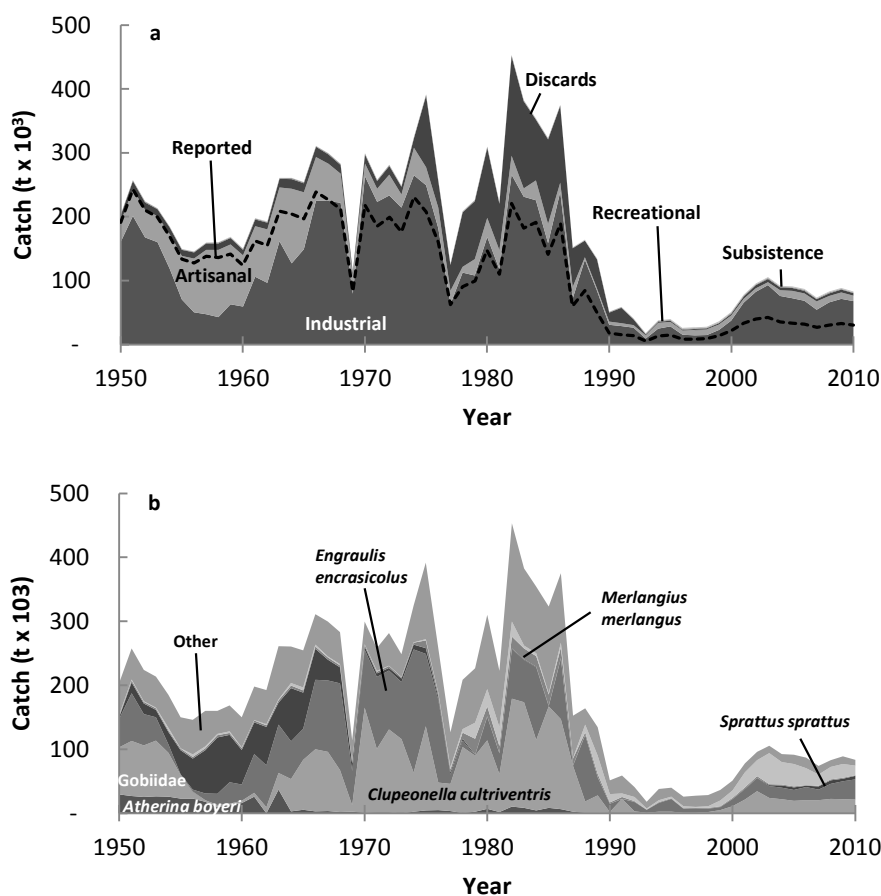 a
500
400
300
200
100
-
Catch (t x 10³)
Discards
Reported
Recreational
Subsistence
Artisanal
Industrial
1950 1960 1970 1980 1990 2000 2010
Year
b
500
400
300
200
100
-
Catch (t x 103)
Engraulis
encrasicolus
Merlangius
merlangus
Other
Sprattus sprattus
Gobiidae
Clupeonella cultriventris
Atherina boyeri
1950 1960 1970 1980 1990 2000 2010
Year